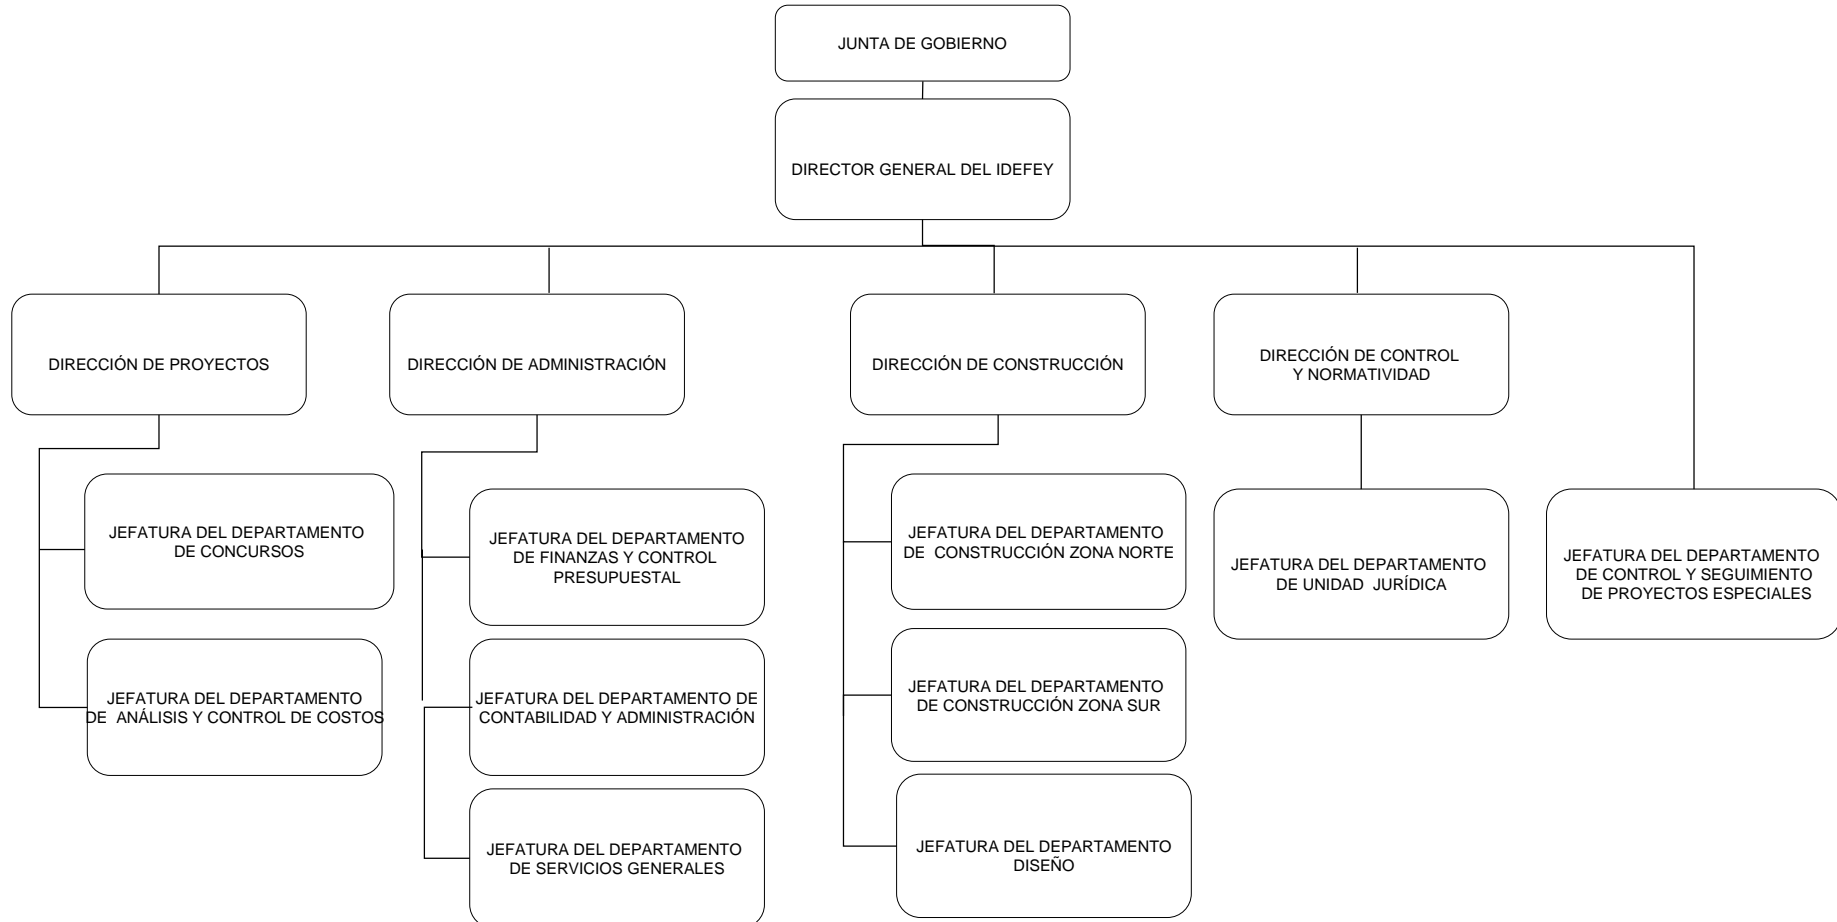 JUNTA DE GOBIERNO
DIRECTOR GENERAL DEL IDEFEY
DIRECCIÓN DE PROYECTOS
DIRECCIÓN DE ADMINISTRACIÓN
DIRECCIÓN DE CONSTRUCCIÓN
DIRECCIÓN DE CONTROL
Y NORMATIVIDAD
JEFATURA DEL DEPARTAMENTO
DE CONCURSOS
JEFATURA DEL DEPARTAMENTO
DE FINANZAS Y CONTROL
PRESUPUESTAL
JEFATURA DEL DEPARTAMENTO
DE CONSTRUCCIÓN ZONA NORTE
JEFATURA DEL DEPARTAMENTO
DE UNIDAD JURÍDICA
JEFATURA DEL DEPARTAMENTO
DE CONTROL Y SEGUIMIENTO
DE PROYECTOS ESPECIALES
JEFATURA DEL DEPARTAMENTO
DE ANÁLISIS Y CONTROL DE COSTOS
JEFATURA DEL DEPARTAMENTO DE
CONTABILIDAD Y ADMINISTRACIÓN
JEFATURA DEL DEPARTAMENTO
DE CONSTRUCCIÓN ZONA SUR
JEFATURA DEL DEPARTAMENTO
DE SERVICIOS GENERALES
JEFATURA DEL DEPARTAMENTO
DISEÑO